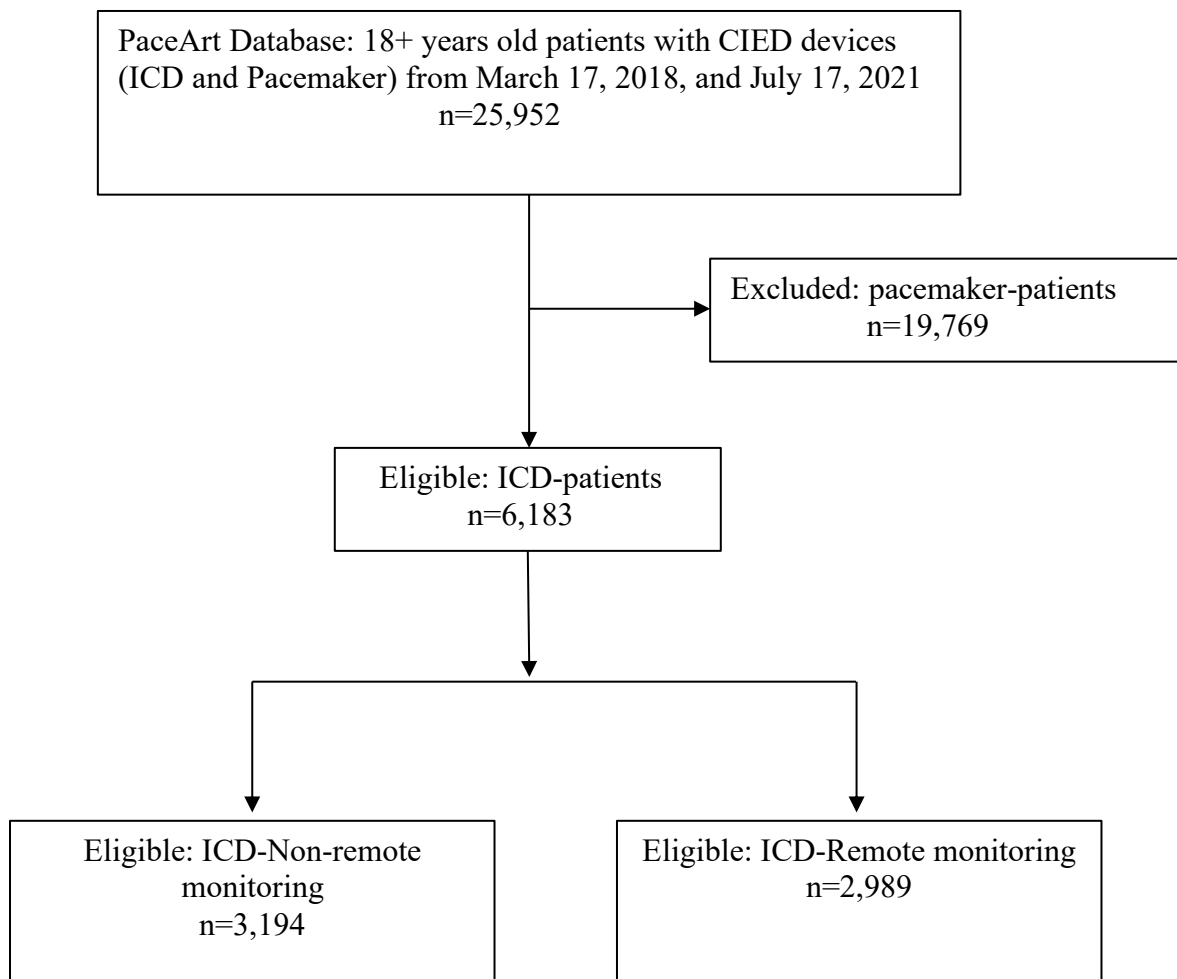 PaceArt Database: 18+ years old patients with CIED devices
(ICD and Pacemaker) from March 17, 2018, and July 17, 2021
n=25,952
Excluded: pacemaker-patients
n=19,769
Eligible: ICD-patients
n=6,183
Eligible: ICD-Non-remote
monitoring
n=3,194
Eligible: ICD-Remote monitoring
n=2,989